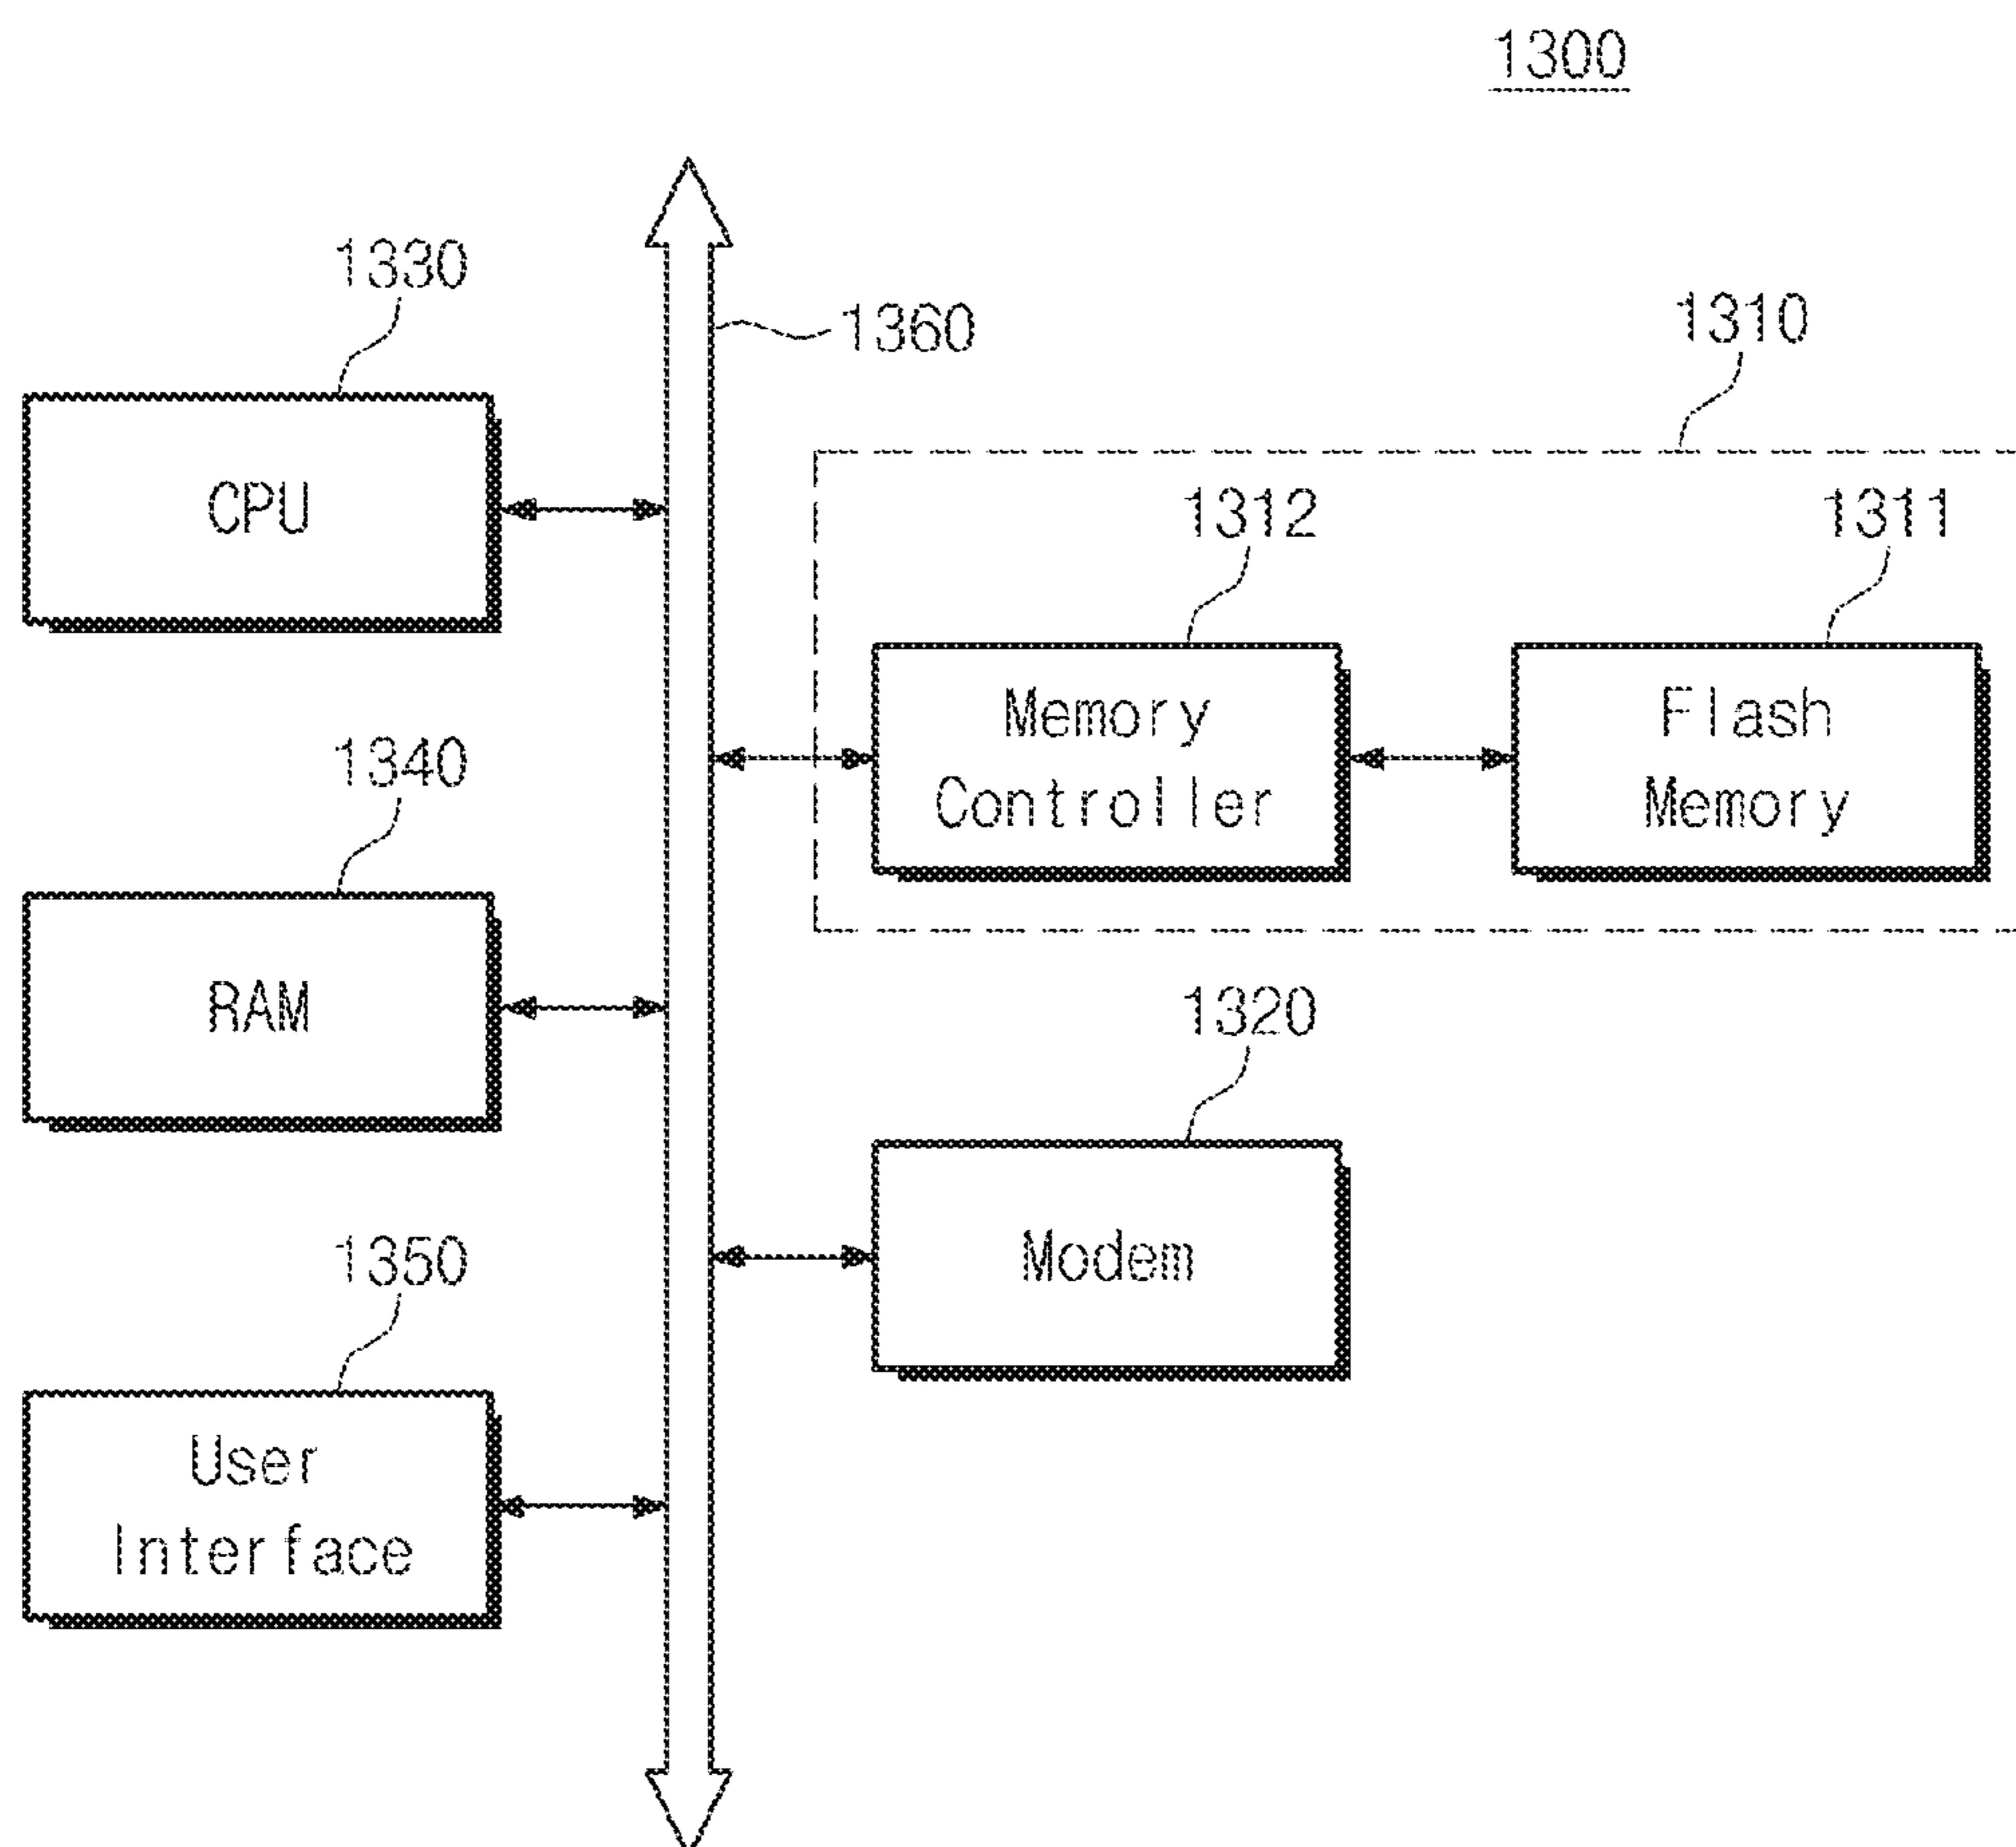 1300
1330
1360
1310
CPU
1312
1311
Memory
Controller
Flash
Memory
1340
RAM
1320
Modem
1350
User
Interface